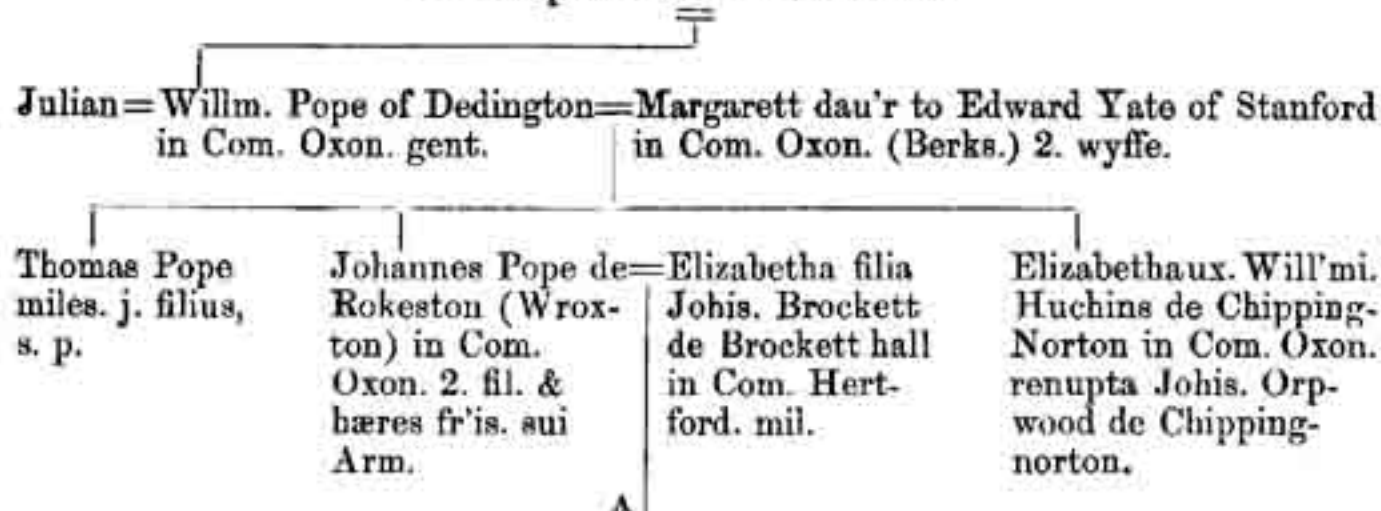 Julian=Willm. Pope of Dedington=Margarett dau'r to Edward Yate of Stanford
in Com. Oxon. gent.
in Com. Oxon. (Berks.) 2. wyffe.
Thomas Pope
miles. j. filius,
s. p.
Johannes Pope de=Elizabetha filia
Rokeston (Wrox-
ton) in Com.
Oxon. 2. fil. &
hæres fr'is. sui
Arm.
Johis. Brockett
de Brockett hall
in Com. Hert-
ford. mil.
Elizabethaux. Will'mi.
Huchins de Chipping-
Norton in Com. Oxon.
renupta Johis. Orp-
wood de Chipping-
norton.
A